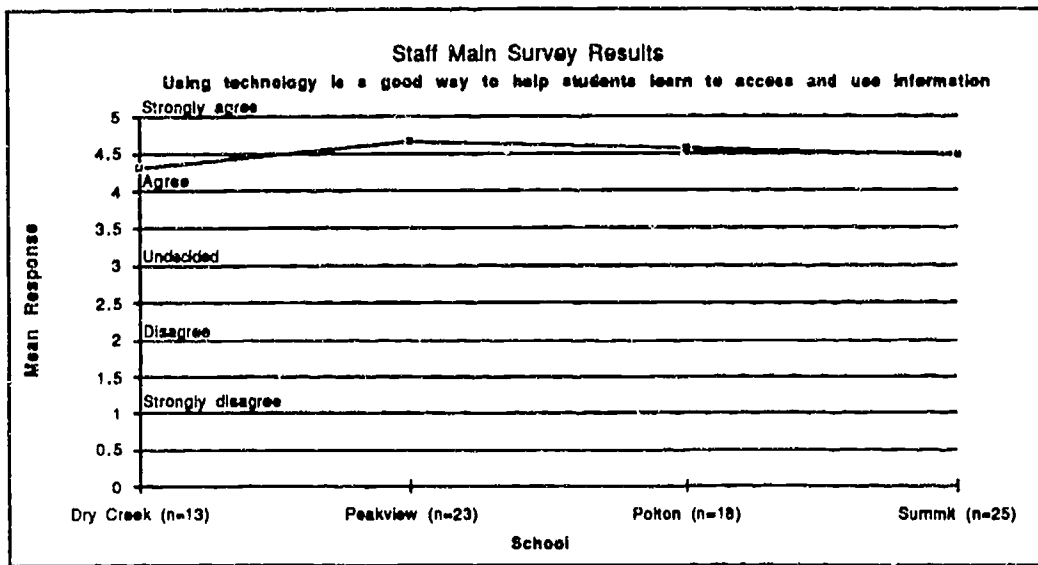 Staff Main Survey Results
Using technology is a good way to help students learn to access and use information
Strongly agree
5
4.5
Agree
4
3.5
Undecided
3
2.5
Disagree
2
1.5
Strongly disagree
1
0.5
0
Mean Response
Dry Creek (n=13) Peakview (n=23) Polton (n=18) Summit (n=25)
School